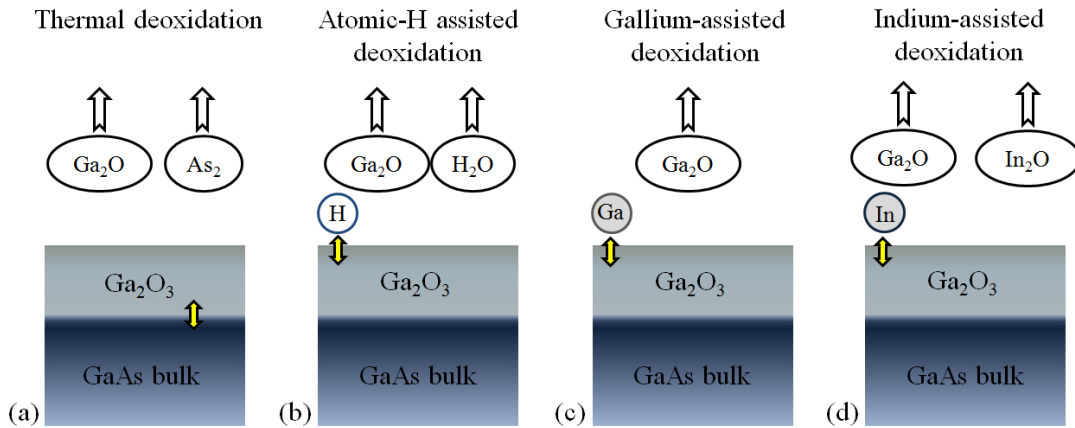 Thermal deoxidation
Atomic-H assisted
deoxidation
Gallium-assisted
deoxidation
Indium-assisted
deoxidation
Ga₂O
As₂
Ga₂O
H₂O
Ga₂O
Ga₂O
In₂O
H
Ga
In
Ga₂O₃
Ga₂O₃
Ga₂O₃
Ga₂O₃
GaAs bulk
GaAs bulk
GaAs bulk
GaAs bulk
(a)
(b)
(c)
(d)